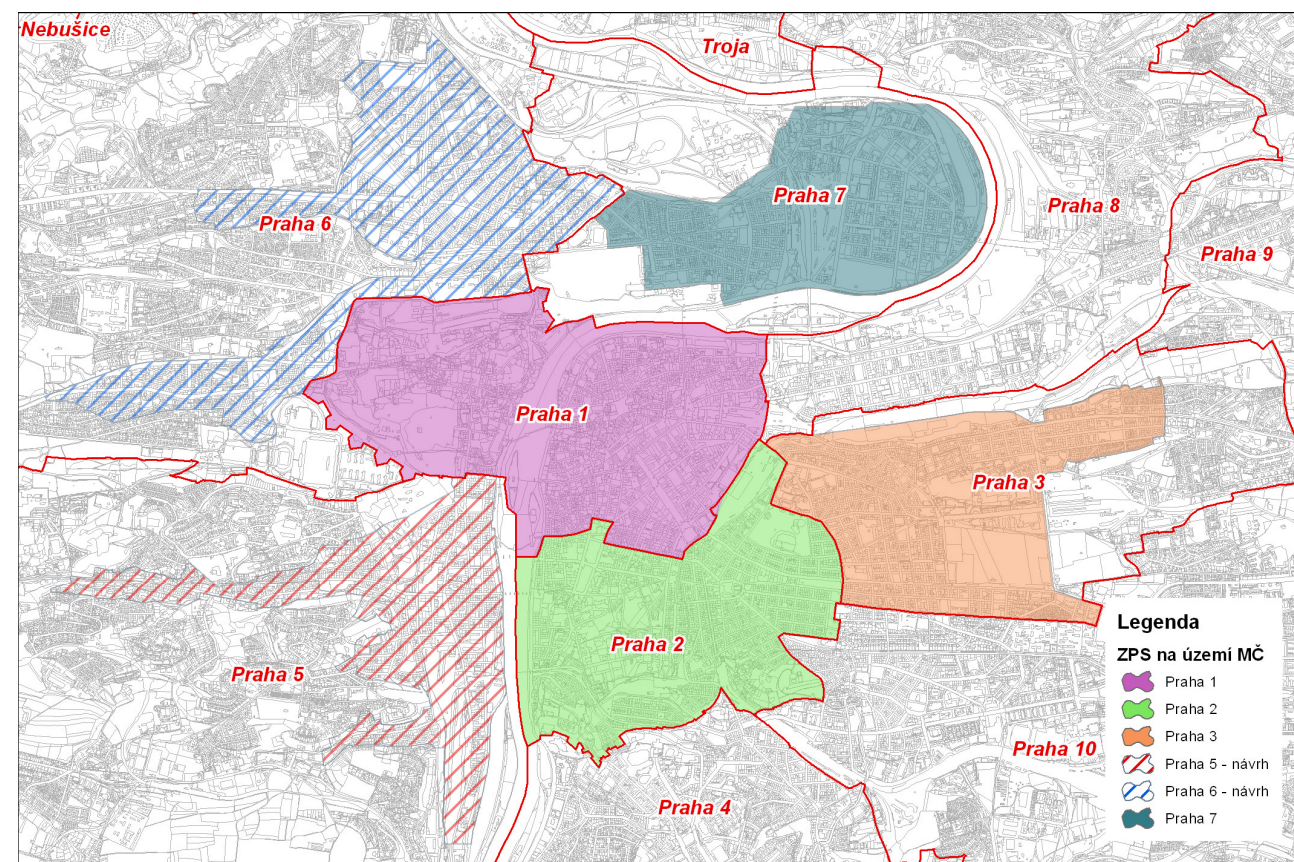 Nebušice
Troja
Praha 7
Praha 8
Praha 6
Praha 9
Praha 1
Praha 3
Praha 2
Praha 5
Praha 10
Praha 4
Legenda
ZPS na území MČ
Praha 1
Praha 2
Praha 3
Praha 5 - návrh
Praha 6 - návrh
Praha 7